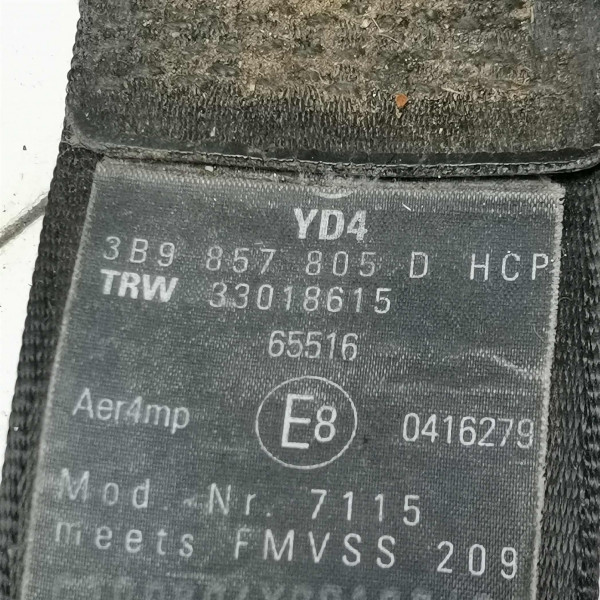 YD4
3B9 857 805 D HCP
TRW 33018615
65516
Aer4mp E8 0416279
Mod. Nr. 7115
meets FMVSS 209